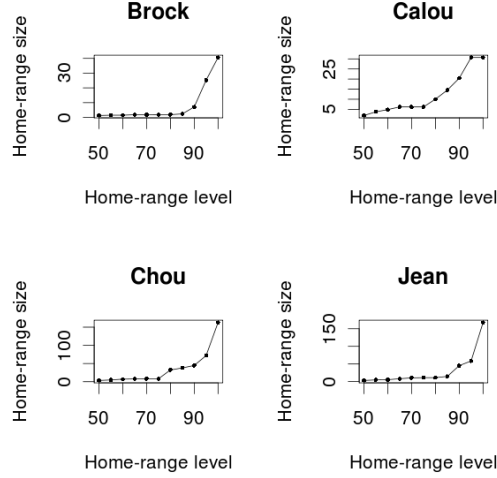 Brock
Home-range size
0 30
50 70 90
Home-range level
Calou
Home-range size
5 25
50 70 90
Home-range level
Chou
Home-range size
0 100
50 70 90
Home-range level
Jean
Home-range size
0 150
50 70 90
Home-range level